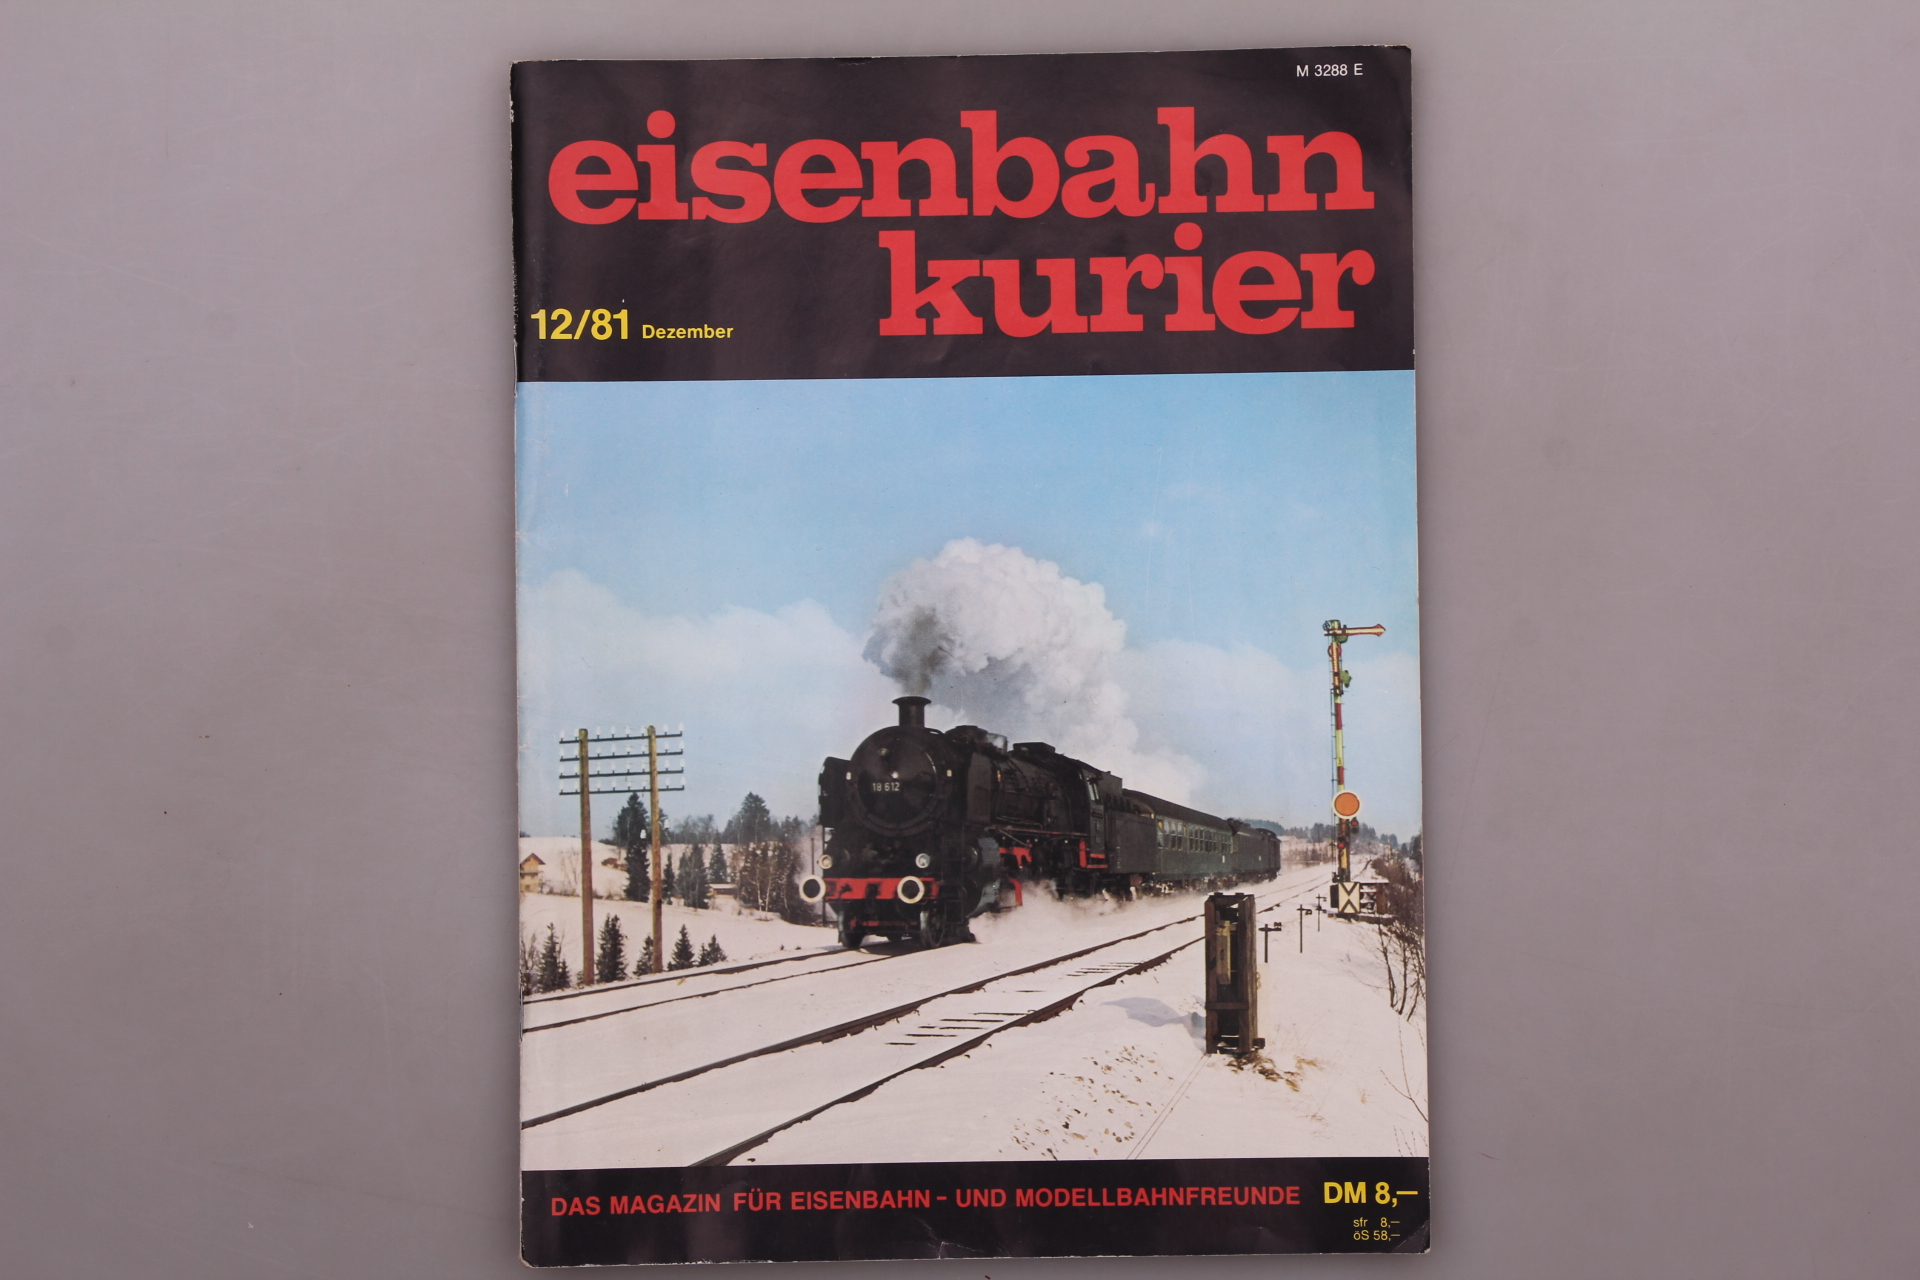 M 3288 E
eisenbahn
kurier
12/81 Dezember
18 612
DAS MAGAZIN FÜR EISENBAHN - UND MODELLBAHNFREUNDE DM 8,—
sfr 8,—
öS 58,—